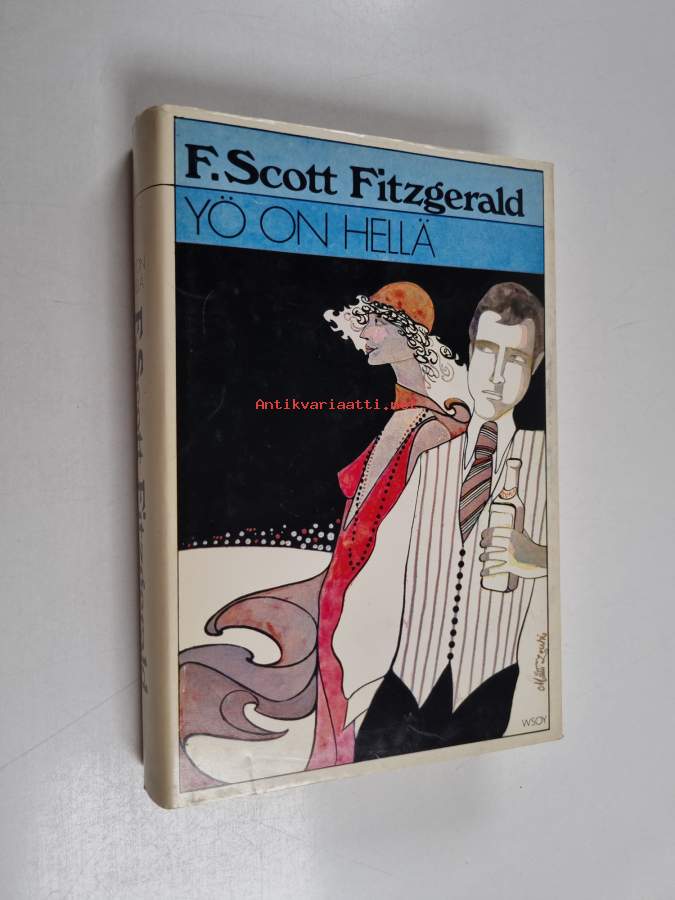 F. Scott Fitzgerald
YÖ ON HELLÄ
Antikvariaatti.net
WSOY
F. Scott Fitzgerald